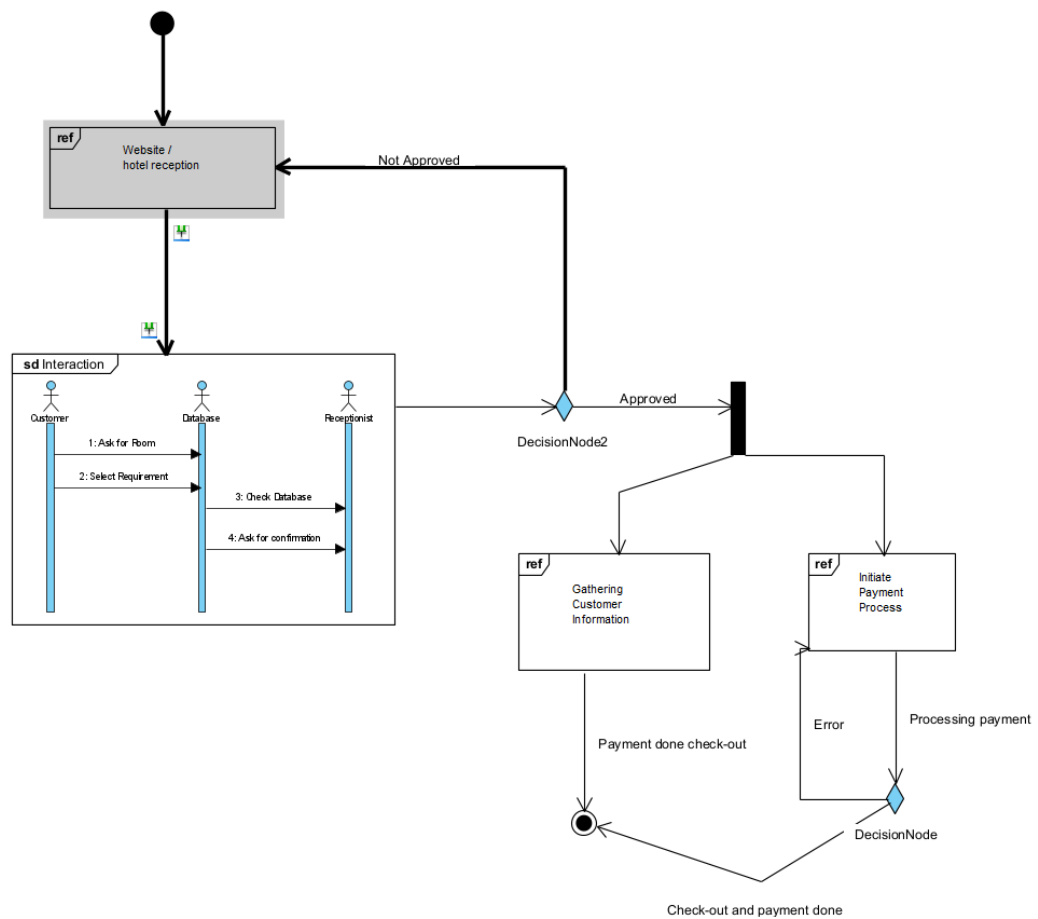 ref
Website /
hotel reception
Not Approved
sd Interaction
Customer
Database
Receptionist
1: Ask for Room
2: Select Requirement
3: Check Database
4: Ask for confirmation
DecisionNode2
Approved
ref
Gathering
Customer
Information
ref
Initiate
Payment
Process
Payment done check-out
Error
Processing payment
DecisionNode
Check-out and payment done